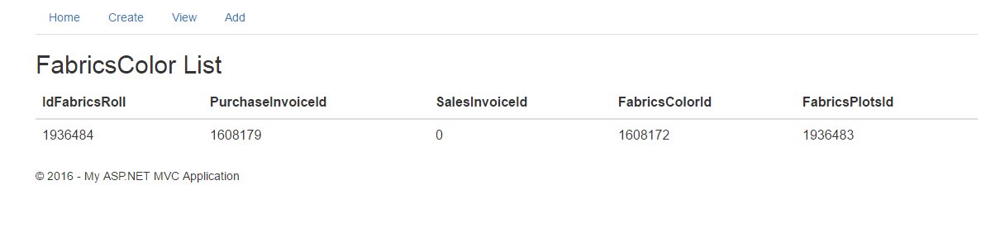 Home Create View Add
FabricsColor List
IdFabricsRoll PurchaseInvoiceId SalesInvoiceId FabricsColorId FabricsPlotsId
1936484 1608179 0 1608172 1936483
© 2016 - My ASP.NET MVC Application